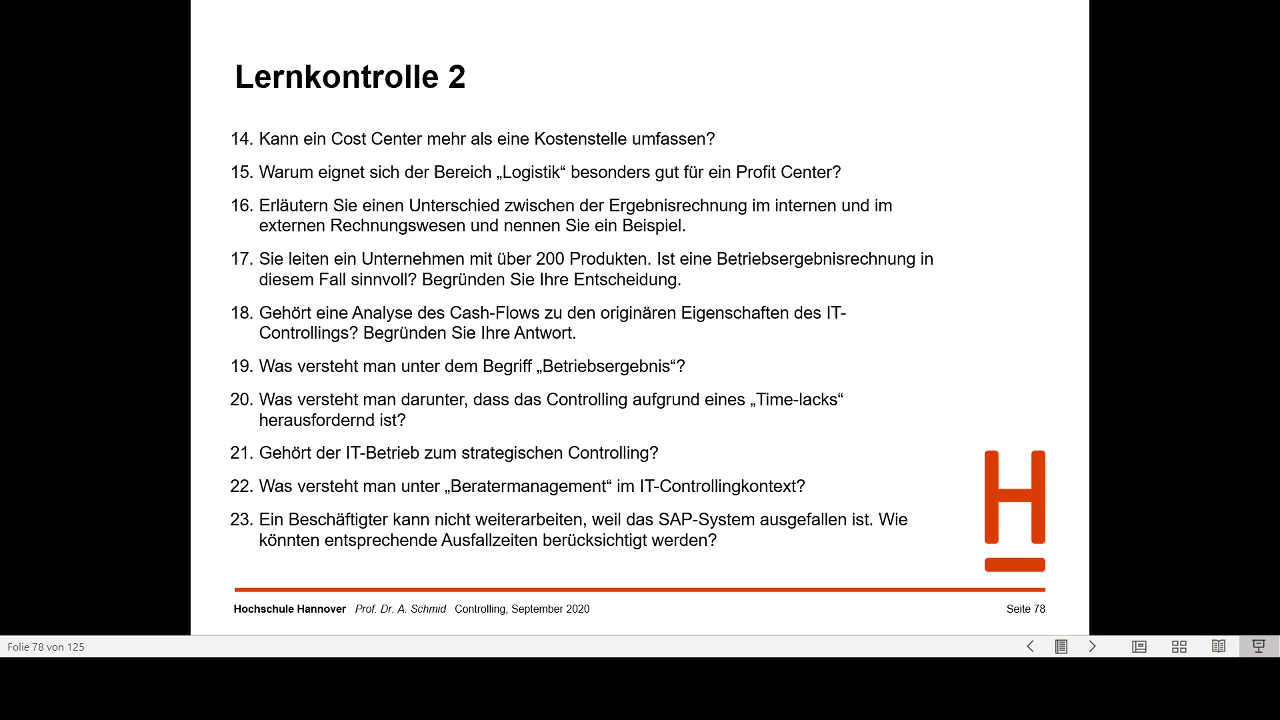 Lernkontrolle 2
14. Kann ein Cost Center mehr als eine Kostenstelle umfassen?
15. Warum eignet sich der Bereich „Logistik“ besonders gut für ein Profit Center?
16. Erläutern Sie einen Unterschied zwischen der Ergebnisrechnung im internen und im
externen Rechnungswesen und nennen Sie ein Beispiel.
17. Sie leiten ein Unternehmen mit über 200 Produkten. Ist eine Betriebsergebnisrechnung in
diesem Fall sinnvoll? Begründen Sie Ihre Entscheidung.
18. Gehört eine Analyse des Cash-Flows zu den originären Eigenschaften des IT-
Controllings? Begründen Sie Ihre Antwort.
19. Was versteht man unter dem Begriff „Betriebsergebnis“?
20. Was versteht man darunter, dass das Controlling aufgrund eines „Time-lacks“
herausfordernd ist?
21. Gehört der IT-Betrieb zum strategischen Controlling?
22. Was versteht man unter „Beratermanagement“ im IT-Controllingkontext?
23. Ein Beschäftigter kann nicht weiterarbeiten, weil das SAP-System ausgefallen ist. Wie
könnten entsprechende Ausfallzeiten berücksichtigt werden?
H
Hochschule Hannover Prof. Dr. A. Schmid Controlling, September 2020 Seite 78
Folie 78 von 125